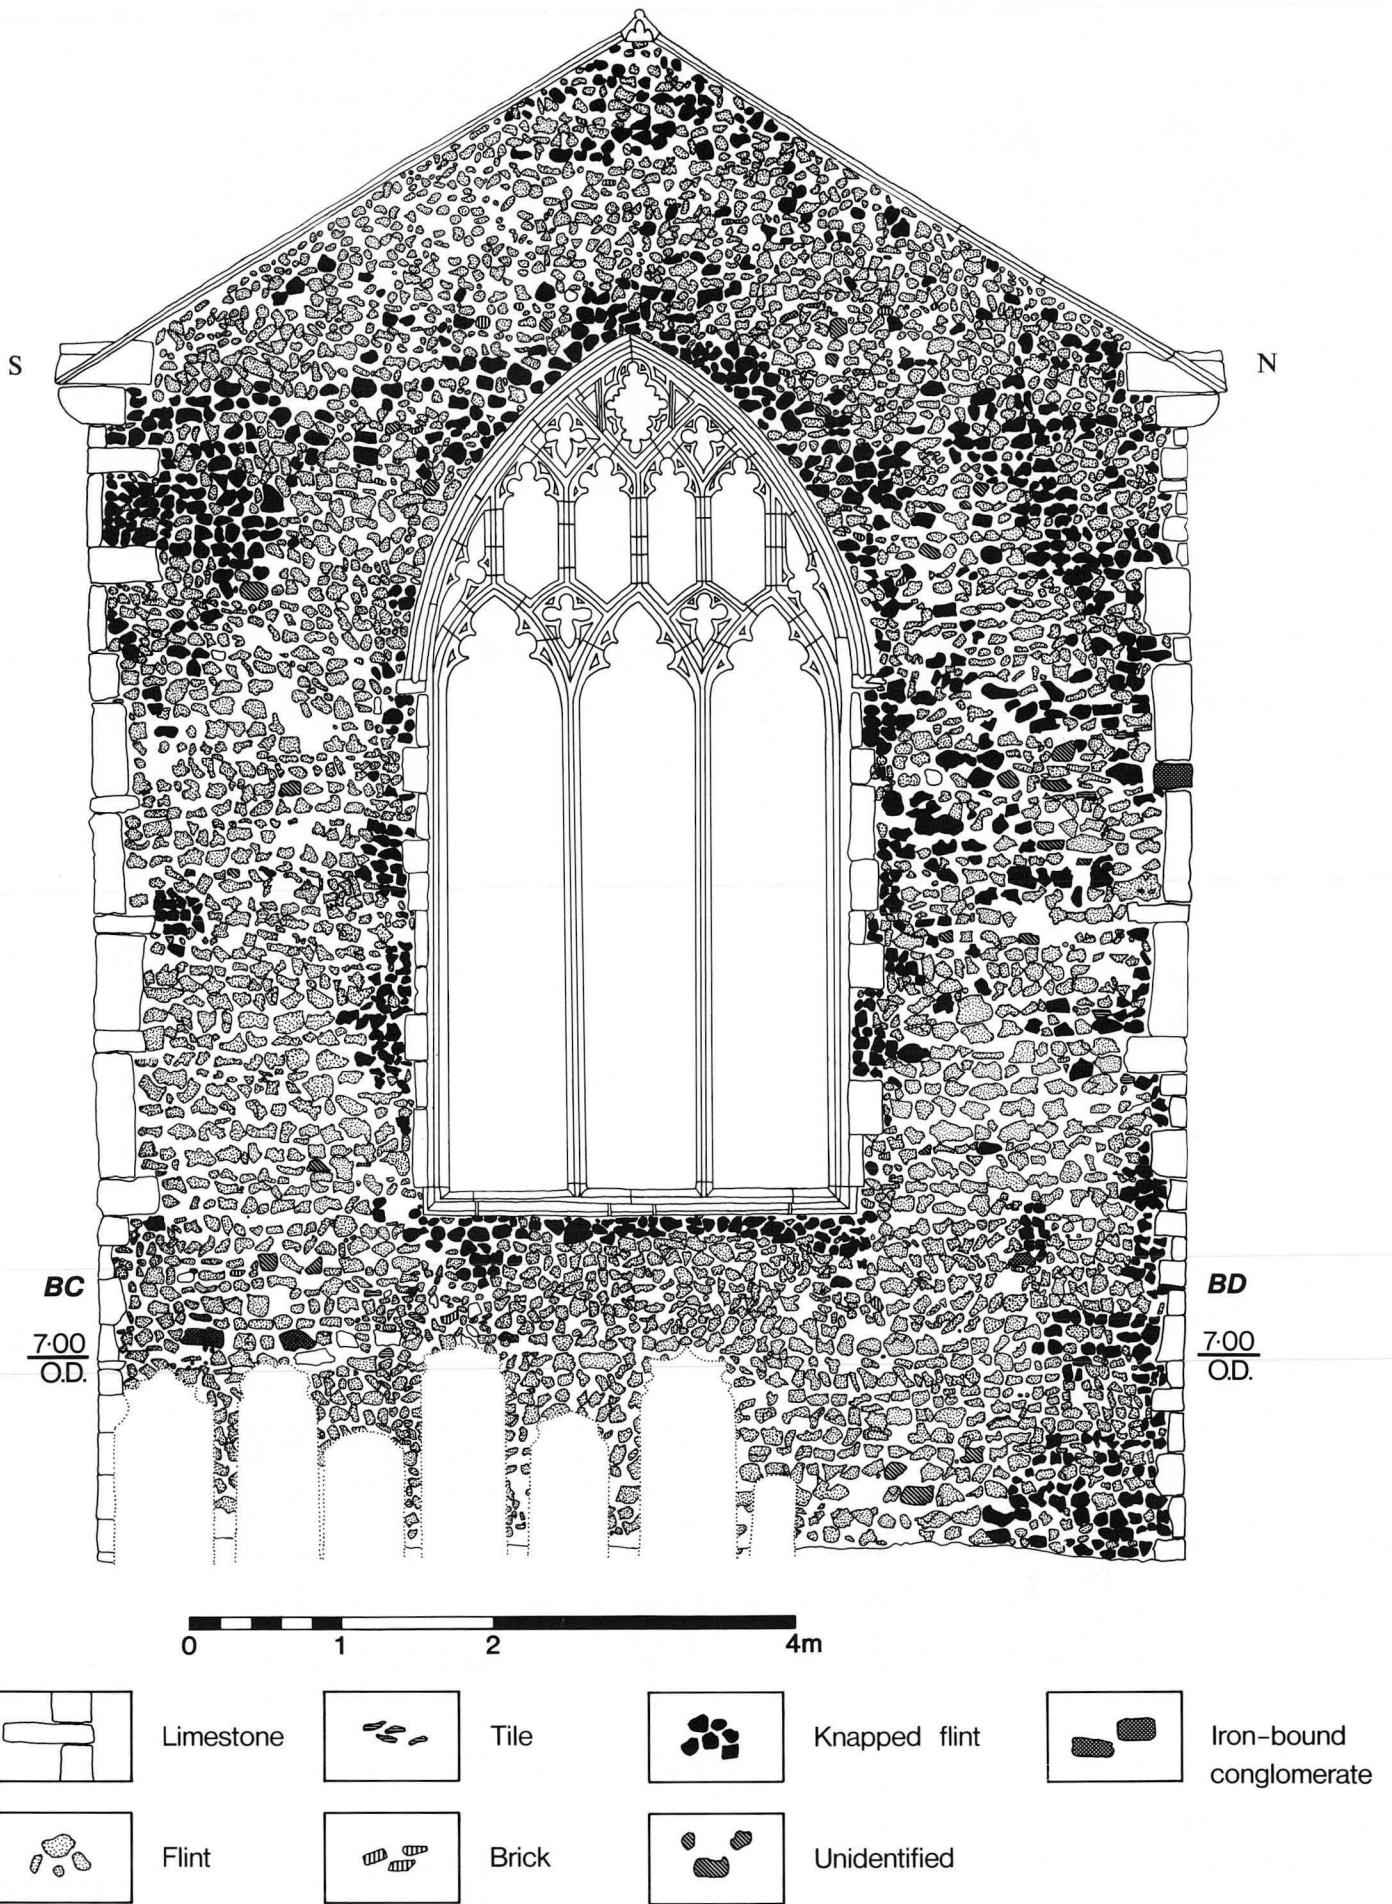 S
N
BC
BD
7·00
O.D.
7·00
O.D.
0 1 2 4m
Limestone
Tile
Knapped flint
Iron-bound
conglomerate
Flint
Brick
Unidentified